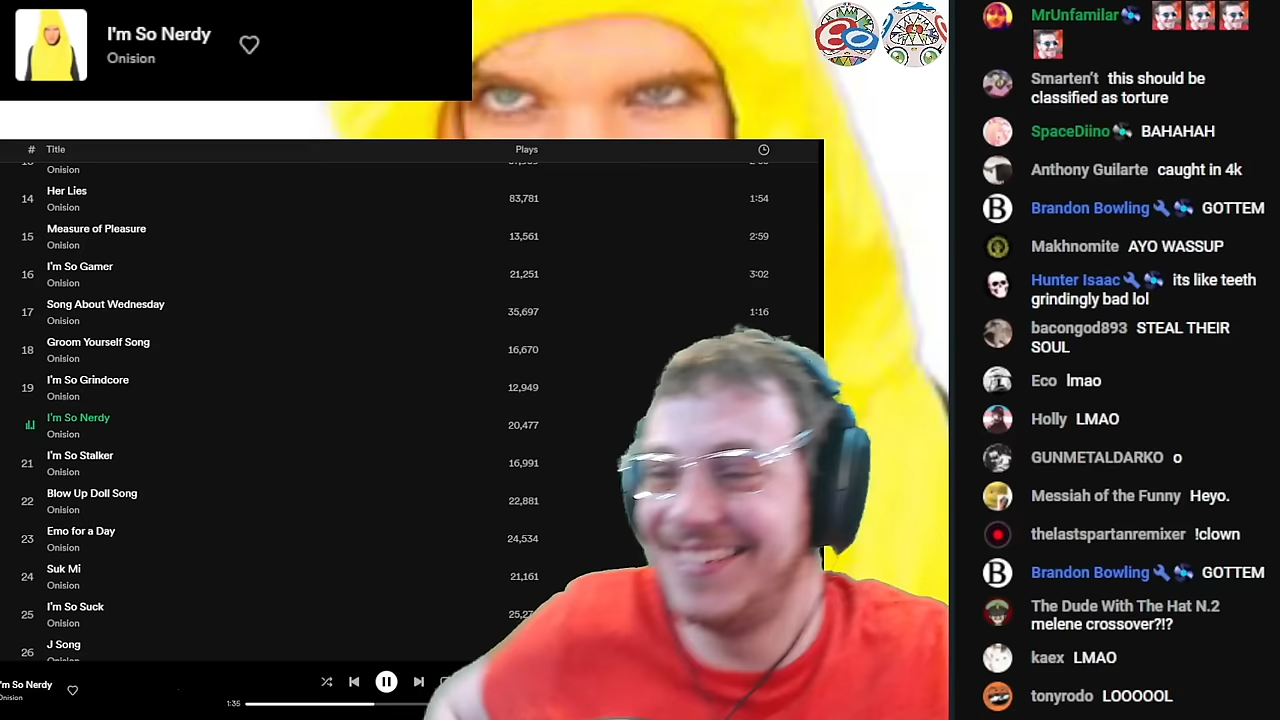 I'm So Nerdy
Onision
# Title Plays
Onision
14 Her Lies 83,781 1:54
Onision
15 Measure of Pleasure 13,561 2:59
Onision
16 I'm So Gamer 21,251 3:02
Onision
17 Song About Wednesday 35,697 1:16
Onision
18 Groom Yourself Song 16,670
Onision
19 I'm So Grindcore 12,949
Onision
I'm So Nerdy 20,477
Onision
21 I'm So Stalker 16,991
Onision
22 Blow Up Doll Song 22,881
Onision
23 Emo for a Day 24,534
Onision
24 Suk Mi 21,161
Onision
25 I'm So Suck
Onision
26 J Song
'm So Nerdy
Onision
1:35
MrUnfamilar
Smarten't this should be
classified as torture
SpaceDiino BAHAHAH
Anthony Guilarte caught in 4k
B Brandon Bowling GOTTEM
Makhnomite AYO WASSUP
Hunter Isaac its like teeth
grindingly bad lol
bacongod893 STEAL THEIR
SOUL
Eco lmao
Holly LMAO
GUNMETALDARKO o
Messiah of the Funny Heyo.
thelastspartanremixer !clown
B Brandon Bowling GOTTEM
The Dude With The Hat N.2
melene crossover?!?
kaex LMAO
tonyrodo LOOOOOL